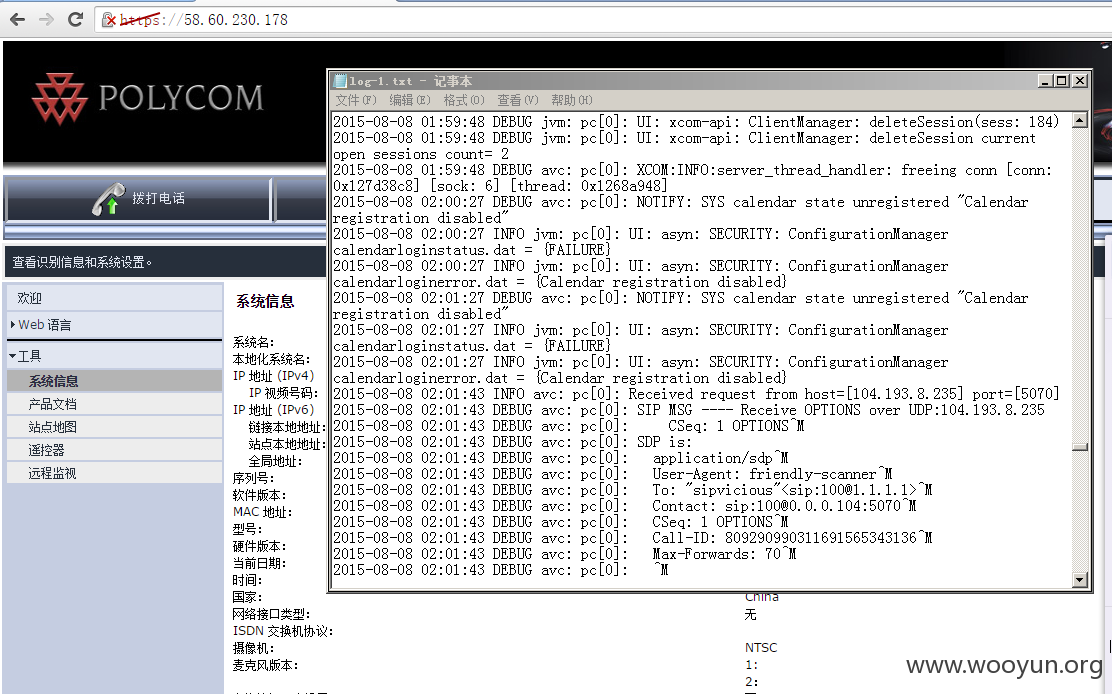 https://58.60.230.178
POLYCOM
拨打电话
查看识别信息和系统设置。
欢迎
Web 语言
工具
系统信息
产品文档
站点地图
遥控器
远程监视
系统信息
系统名:
本地化系统名:
IP 地址 (IPv4)
IP 视频号码:
IP 地址 (IPv6)
链接本地地址:
站点本地地址:
全局地址:
序列号:
软件版本:
MAC 地址:
型号:
硬件版本:
当前日期:
时间:
国家:
China
网络接口类型:
无
ISDN 交换机协议:
摄像机:
NTSC
麦克风版本:
1:
2:
log-1.txt - 记事本
文件(F) 编辑(E) 格式(O) 查看(V) 帮助(H)
2015-08-08 01:59:48 DEBUG jvm: pc[0]: UI: xcom-api: ClientManager: deleteSession(sess: 184)
2015-08-08 01:59:48 DEBUG jvm: pc[0]: UI: xcom-api: ClientManager: deleteSession current
open sessions count= 2
2015-08-08 01:59:48 DEBUG avc: pc[0]: XCOM:INFO:server_thread_handler: freeing conn [conn:
0x127d38c8] [sock: 6] [thread: 0x1268a948]
2015-08-08 02:00:27 DEBUG avc: pc[0]: NOTIFY: SYS calendar state unregistered "Calendar
registration disabled"
2015-08-08 02:00:27 INFO jvm: pc[0]: UI: asyn: SECURITY: ConfigurationManager
calendarloginstatus.dat = {FAILURE}
2015-08-08 02:00:27 INFO jvm: pc[0]: UI: asyn: SECURITY: ConfigurationManager
calendarloginerror.dat = {Calendar registration disabled}
2015-08-08 02:01:27 DEBUG avc: pc[0]: NOTIFY: SYS calendar state unregistered "Calendar
registration disabled"
2015-08-08 02:01:27 INFO jvm: pc[0]: UI: asyn: SECURITY: ConfigurationManager
calendarloginstatus.dat = {FAILURE}
2015-08-08 02:01:27 INFO jvm: pc[0]: UI: asyn: SECURITY: ConfigurationManager
calendarloginerror.dat = {Calendar registration disabled}
2015-08-08 02:01:43 INFO avc: pc[0]: Received request from host=[104.193.8.235] port=[5070]
2015-08-08 02:01:43 DEBUG avc: pc[0]: SIP MSG ---- Receive OPTIONS over UDP:104.193.8.235
2015-08-08 02:01:43 DEBUG avc: pc[0]: CSeq: 1 OPTIONS^M
2015-08-08 02:01:43 DEBUG avc: pc[0]: SDP is:
2015-08-08 02:01:43 DEBUG avc: pc[0]: application/sdp^M
2015-08-08 02:01:43 DEBUG avc: pc[0]: User-Agent: friendly-scanner^M
2015-08-08 02:01:43 DEBUG avc: pc[0]: To: "sipvicious"<sip:100@1.1.1.1>^M
2015-08-08 02:01:43 DEBUG avc: pc[0]: Contact: sip:100@0.0.0.104:5070^M
2015-08-08 02:01:43 DEBUG avc: pc[0]: CSeq: 1 OPTIONS^M
2015-08-08 02:01:43 DEBUG avc: pc[0]: Call-ID: 809290990311691565343136^M
2015-08-08 02:01:43 DEBUG avc: pc[0]: Max-Forwards: 70^M
2015-08-08 02:01:43 DEBUG avc: pc[0]: ^M
www.wooyun.org